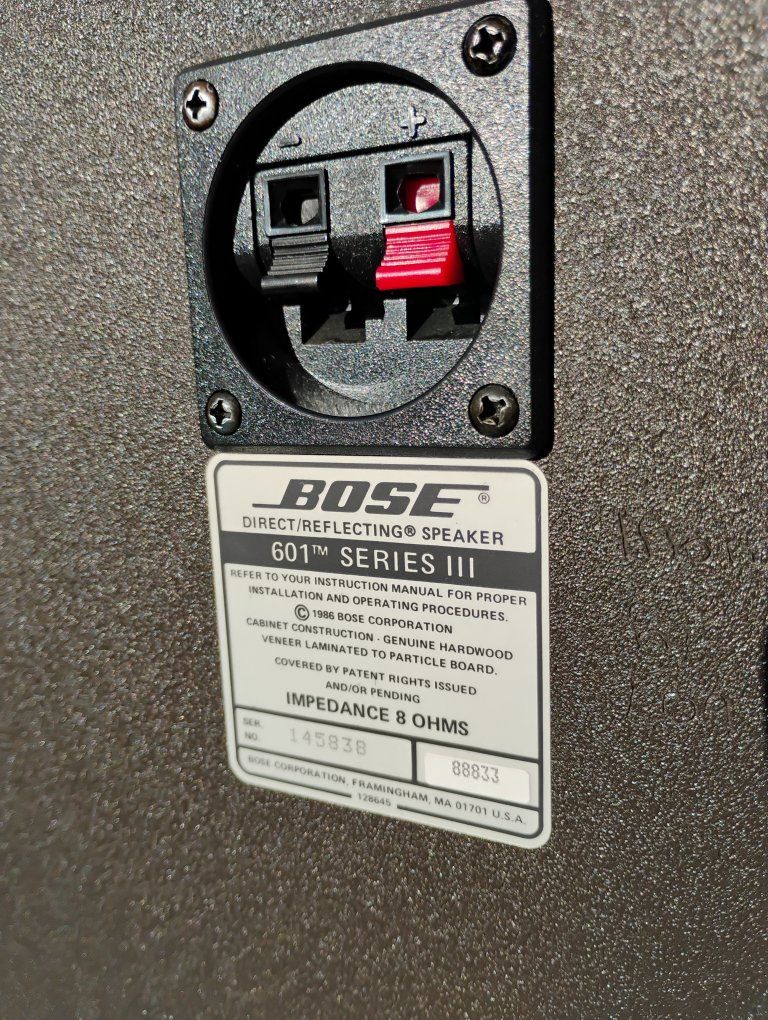 - +
BOSE®
DIRECT/REFLECTING® SPEAKER
601™ SERIES III
REFER TO YOUR INSTRUCTION MANUAL FOR PROPER
INSTALLATION AND OPERATING PROCEDURES.
© 1986 BOSE CORPORATION
CABINET CONSTRUCTION - GENUINE HARDWOOD
VENEER LAMINATED TO PARTICLE BOARD.
COVERED BY PATENT RIGHTS ISSUED
AND/OR PENDING
IMPEDANCE 8 OHMS
SER.
NO. 145838
88833
BOSE CORPORATION, FRAMINGHAM, MA 01701 U.S.A.
128645